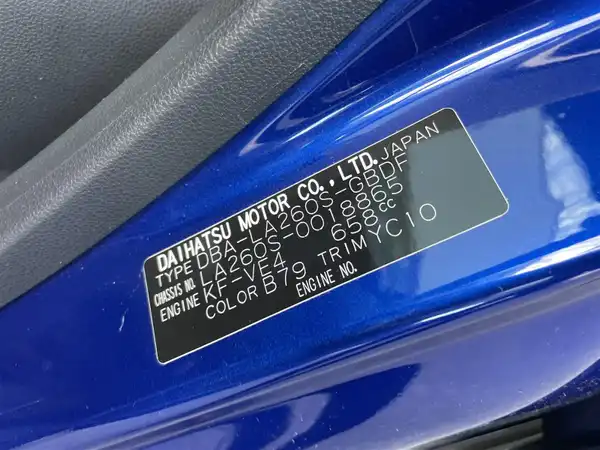 DAIHATSU MOTOR CO., LTD. JAPAN
TYPE DBA-LA260S-GBDF
CHASSIS NO. LA260S-0018865
ENGINE KF-VE4 658cc
COLOR B79 TRIM YC10
ENGINE NO.